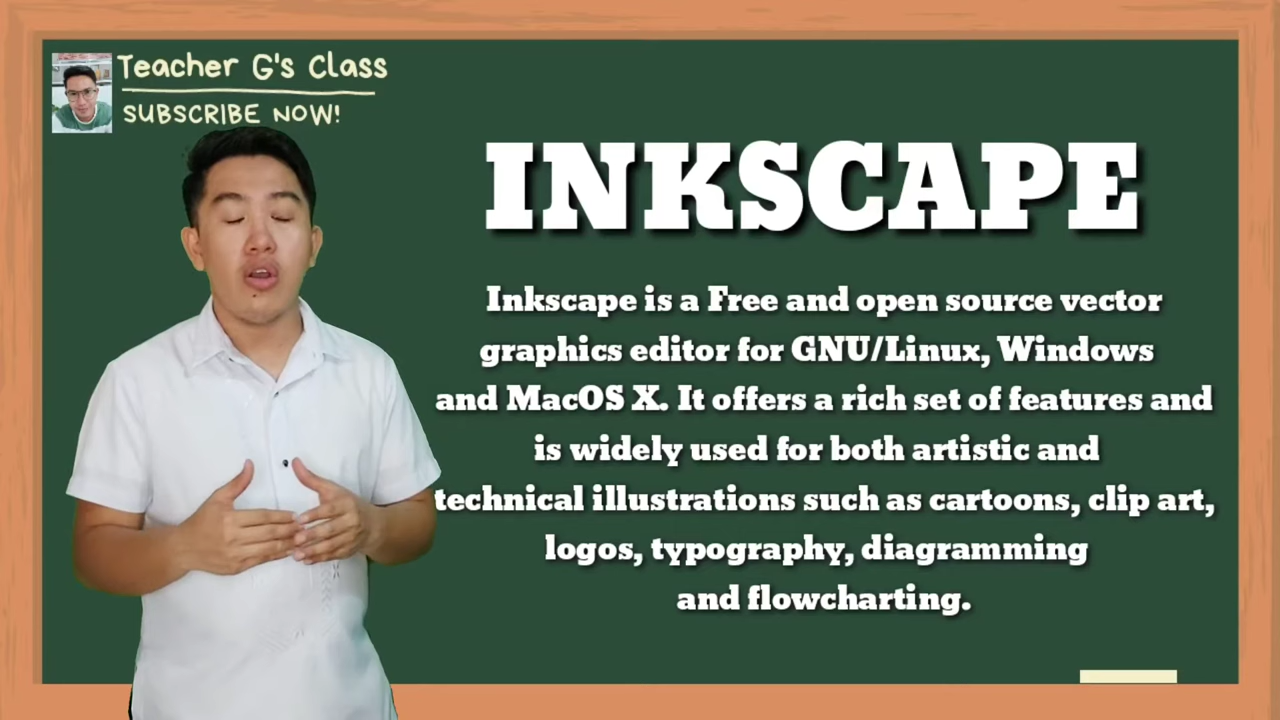 Teacher G's Class
SUBSCRIBE NOW!
INKSCAPE
Inkscape is a Free and open source vector
graphics editor for GNU/Linux, Windows
and MacOS X. It offers a rich set of features and
is widely used for both artistic and
technical illustrations such as cartoons, clip art,
logos, typography, diagramming
and flowcharting.